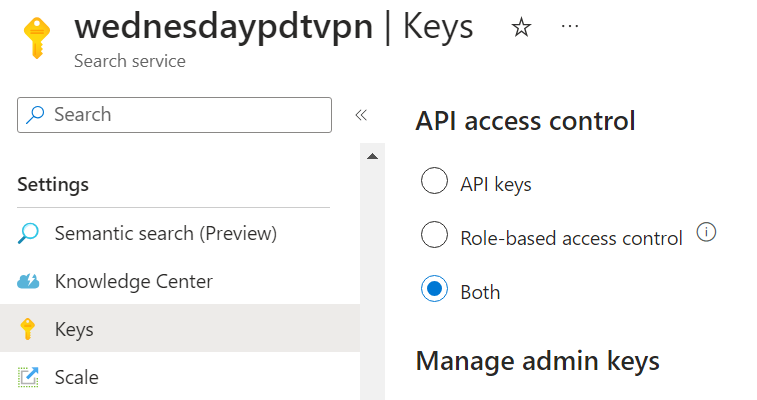 wednesdaypdtvpn | Keys
Search service
Search
Settings
Semantic search (Preview)
Knowledge Center
Keys
Scale
API access control
API keys
Role-based access control
Both
Manage admin keys